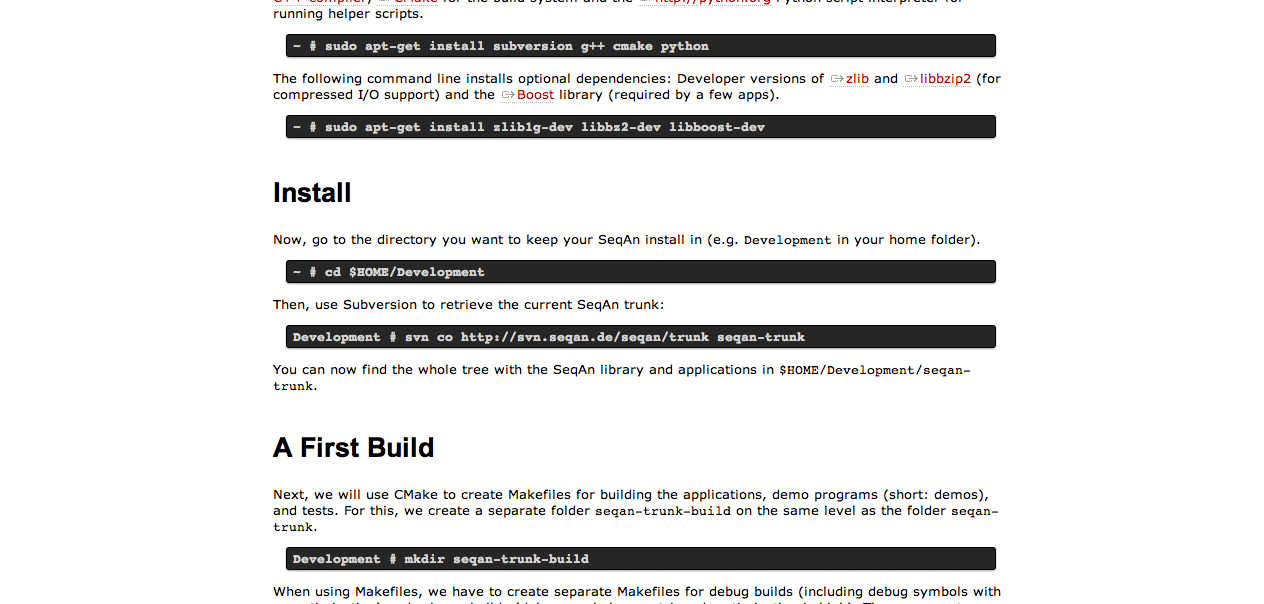 G++ compiler), CMake for the build system and the http://python.org Python script interpreter for
running helper scripts.
~ # sudo apt-get install subversion g++ cmake python
The following command line installs optional dependencies: Developer versions of zlib and libbzip2 (for
compressed I/O support) and the Boost library (required by a few apps).
~ # sudo apt-get install zlib1g-dev libbz2-dev libboost-dev
Install
Now, go to the directory you want to keep your SeqAn install in (e.g. Development in your home folder).
~ # cd $HOME/Development
Then, use Subversion to retrieve the current SeqAn trunk:
Development # svn co http://svn.seqan.de/seqan/trunk seqan-trunk
You can now find the whole tree with the SeqAn library and applications in $HOME/Development/seqan-
trunk.
A First Build
Next, we will use CMake to create Makefiles for building the applications, demo programs (short: demos),
and tests. For this, we create a separate folder seqan-trunk-build on the same level as the folder seqan-
trunk.
Development # mkdir seqan-trunk-build
When using Makefiles, we have to create separate Makefiles for debug builds (including debug symbols with